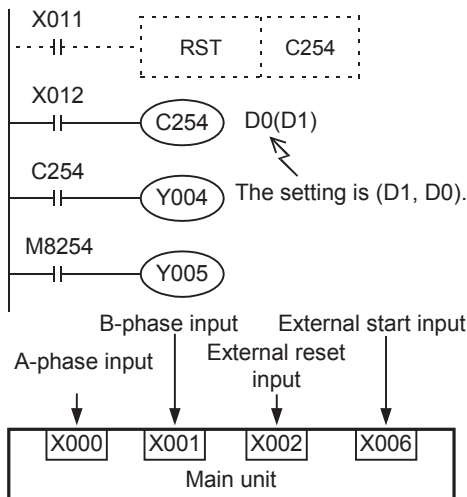 X011
RST C254
X012
C254 D0(D1)
C254
The setting is (D1, D0).
Y004
M8254
Y005
B-phase input External start input
A-phase input External reset
input
X000 X001 X002 X006
Main unit